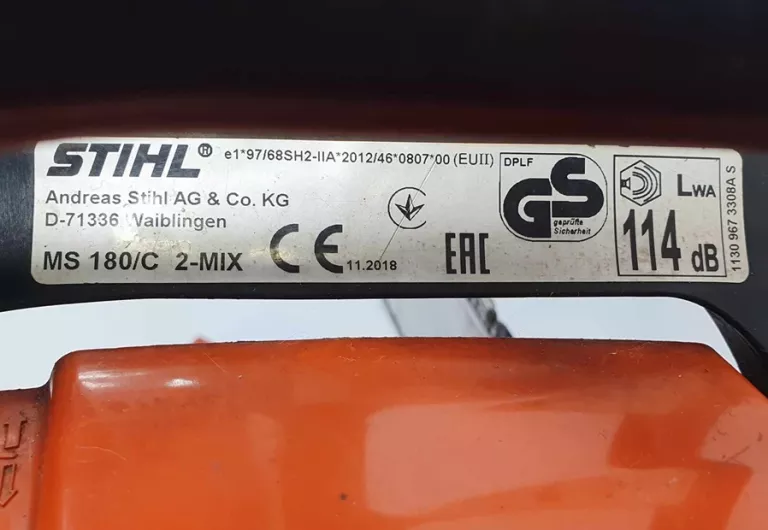 STIHL® e1*97/68SH2-IIA*2012/46*0807*00 (EUII)
Andreas Stihl AG & Co. KG
D-71336 Waiblingen
MS 180/C 2-MIX
CE 11.2018
EAC
DPLF
GS
geprüfte
Sicherheit
LWA
114 dB
1130 967 3308A S